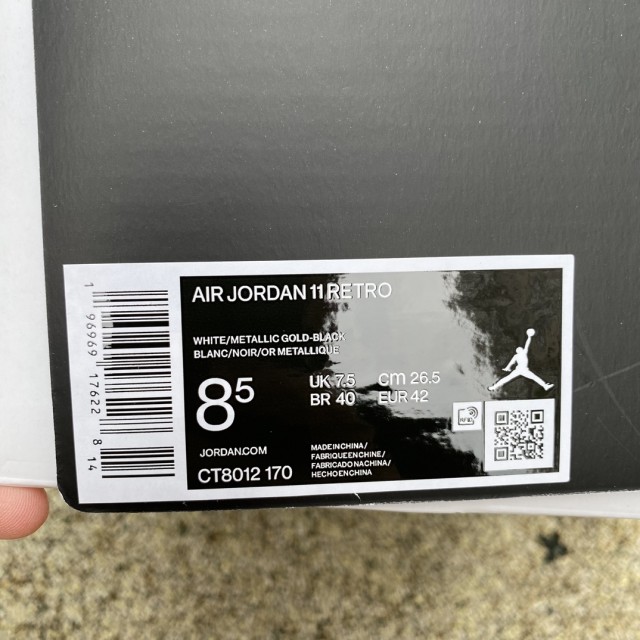 AIR JORDAN 11 RETRO
WHITE/METALLIC GOLD-BLACK
BLANC/NOIR/OR METALLIQUE
8.5
UK 7.5 CM 26.5
BR 40 EUR 42
JORDAN.COM
CT8012 170
MADE IN CHINA/
FABRIQUE EN CHINE/
FABRICADO NA CHINA/
HECHO EN CHINA
RFID
1 96969 17622 8 14